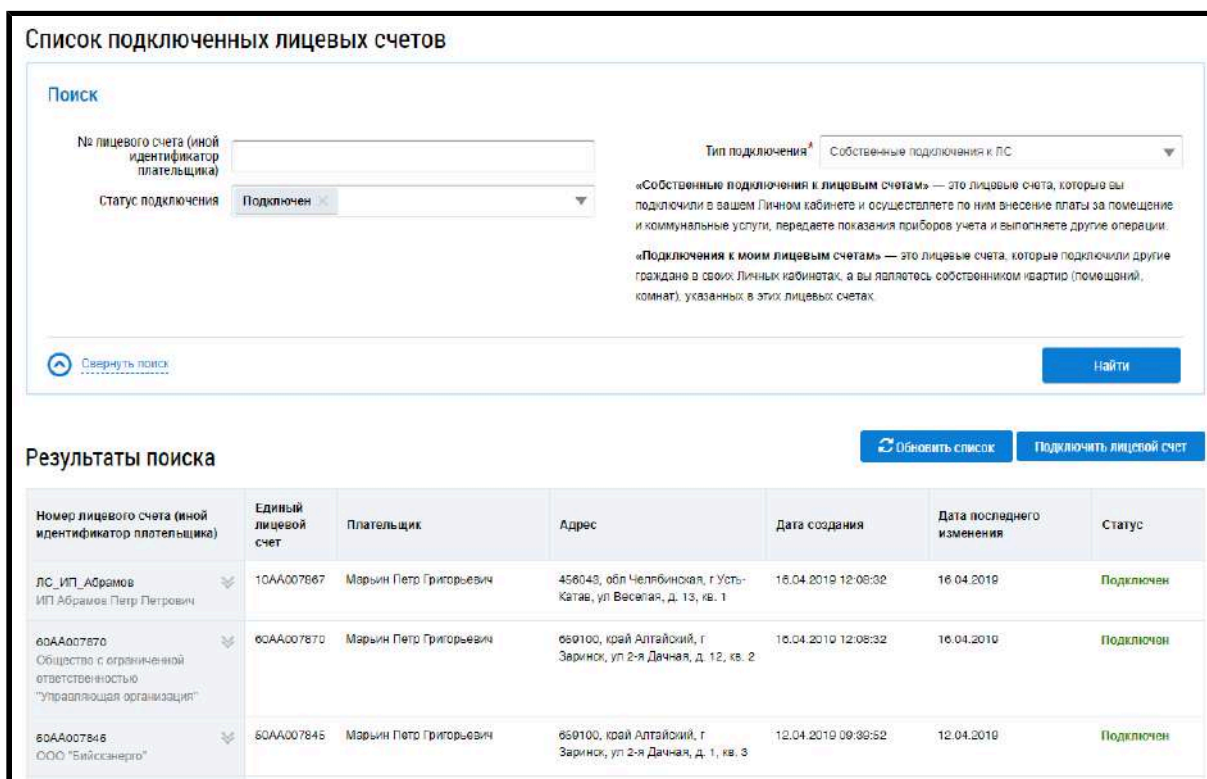 Список подключенных лицевых счетов
Поиск
№ лицевого счета (иной
идентификатор
плательщика)
Статус подключения
Подключен ×
Тип подключения*
Собственные подключения к ЛС
«Собственные подключения к лицевым счетам» — это лицевые счета, которые вы
подключили в вашем Личном кабинете и осуществляете по ним внесение платы за помещение
и коммунальные услуги, передаете показания приборов учета и выполняете другие операции.
«Подключения к моим лицевым счетам» — это лицевые счета, которые подключили другие
граждане в своих Личных кабинетах, а вы являетесь собственником квартир (помещений,
комнат), указанных в этих лицевых счетах.
Свернуть поиск
Найти
Результаты поиска
Обновить список
Подключить лицевой счет
Номер лицевого счета (иной
идентификатор плательщика)
Единый
лицевой
счет
Плательщик
Адрес
Дата создания
Дата последнего
изменения
Статус
ЛС_ИП_Абрамов
ИП Абрамов Петр Петрович
10АА007867
Марьин Петр Григорьевич
456043, обл Челябинская, г Усть-
Катав, ул Веселая, д. 13, кв. 1
16.04.2019 12:08:32
16.04.2019
Подключен
60АА007870
Общество с ограниченной
ответственностью
"Управляющая организация"
60АА007870
Марьин Петр Григорьевич
659100, край Алтайский, г
Заринск, ул 2-я Дачная, д. 12, кв. 2
16.04.2019 12:08:32
16.04.2019
Подключен
50АА007845
ООО "Бийскэнерго"
50АА007845
Марьин Петр Григорьевич
659100, край Алтайский, г
Заринск, ул 2-я Дачная, д. 1, кв. 3
12.04.2019 09:39:52
12.04.2019
Подключен